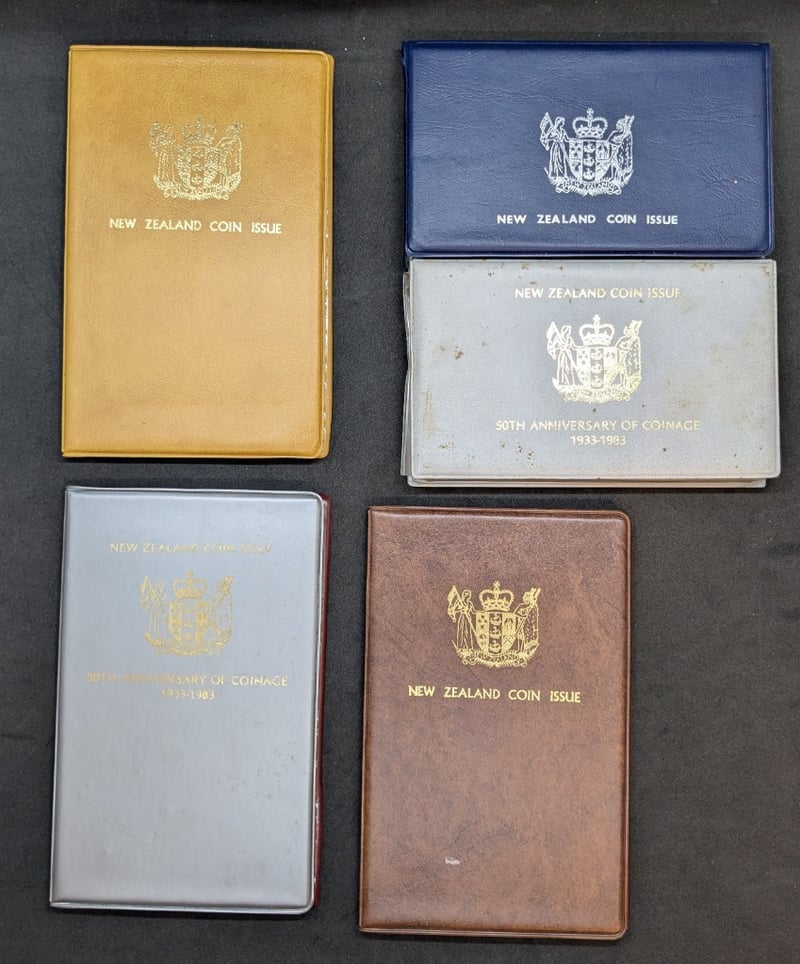 NEW ZEALAND COIN ISSUE
NEW ZEALAND COIN ISSUE
NEW ZEALAND COIN ISSUE
50TH ANNIVERSARY OF COINAGE
1933-1983
NEW ZEALAND COIN ISSUE
50TH ANNIVERSARY OF COINAGE
1933-1983
NEW ZEALAND COIN ISSUE